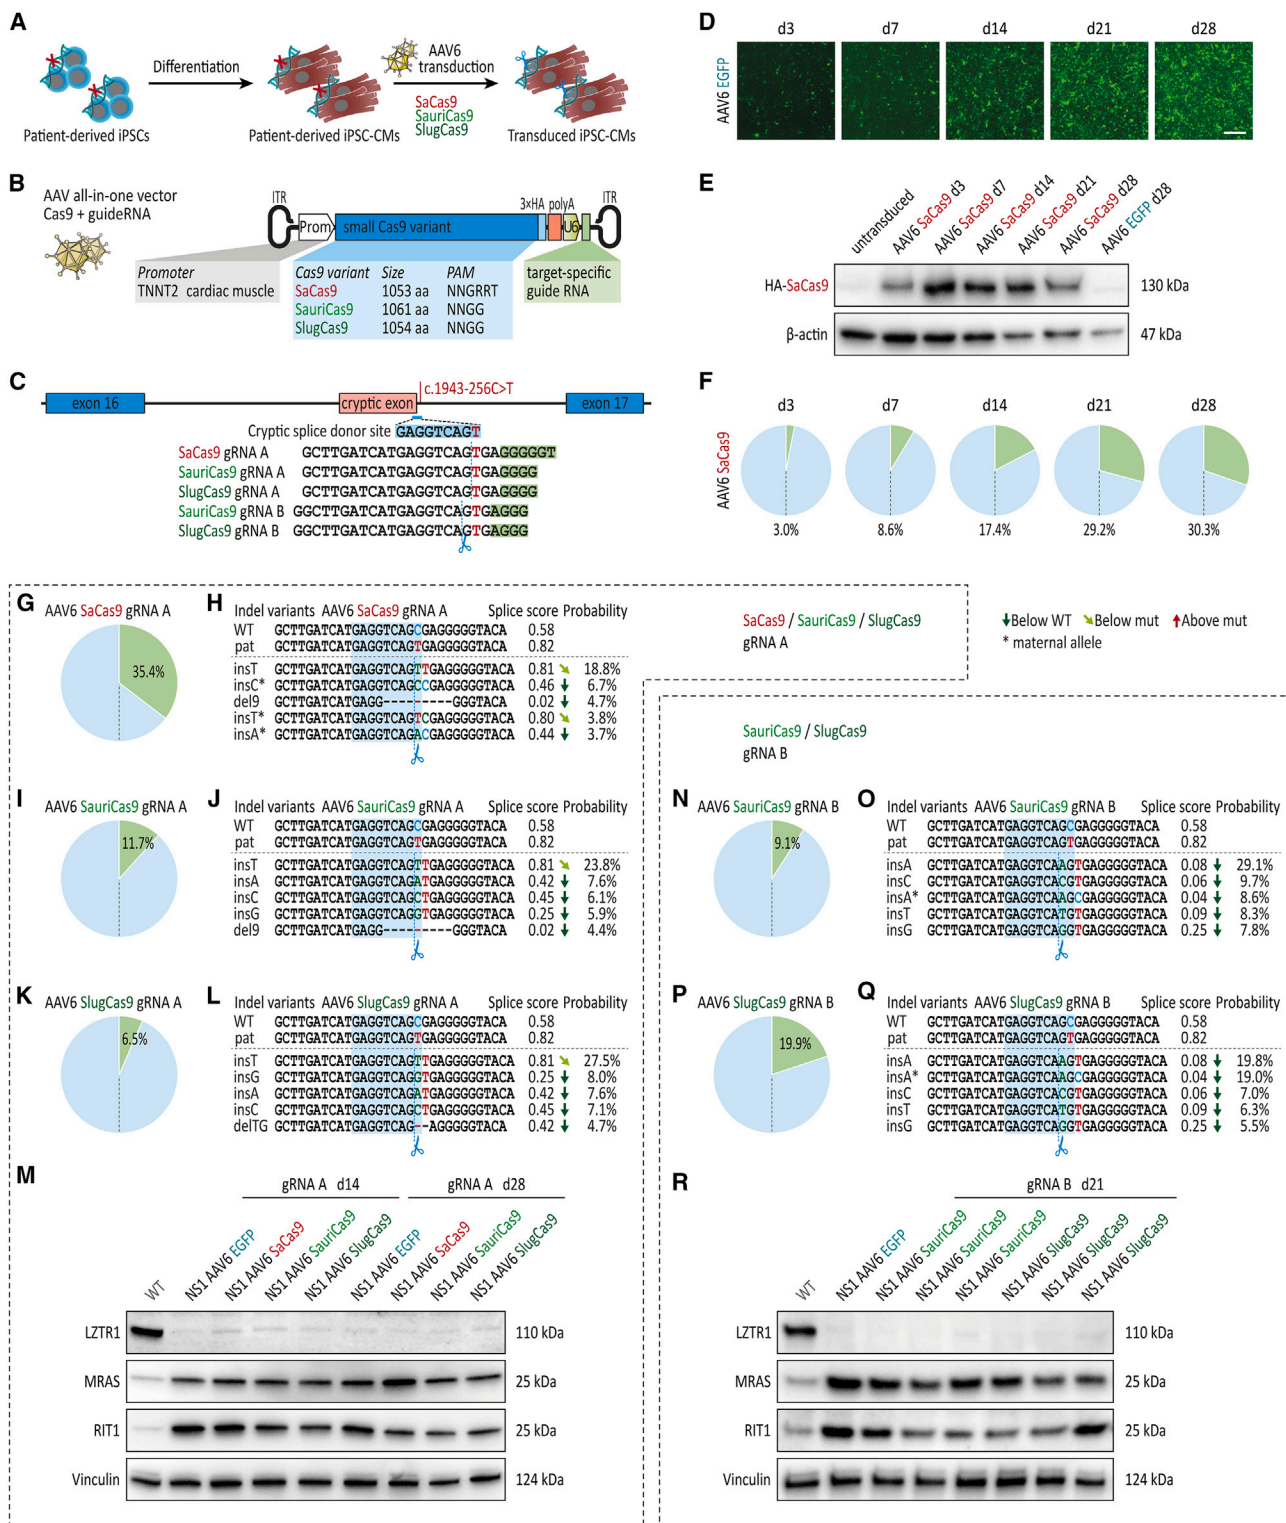 A
Differentiation
AAV6
transduction
SaCas9
SauriCas9
SlugCas9
Patient-derived iPSCs
Patient-derived iPSC-CMs
Transduced iPSC-CMs
B
AAV all-in-one vector
Cas9 + guideRNA
ITR
Prom
small Cas9 variant
3×HA
polyA
U6
ITR
Promoter
TNNT2 cardiac muscle
Cas9 variant Size PAM
SaCas9 1053 aa NNGRRT
SauriCas9 1061 aa NNGG
SlugCas9 1054 aa NNGG
target-specific
guide RNA
C
c.1943-256C>T
exon 16
cryptic exon
exon 17
Cryptic splice donor site GAGGTCAGT
SaCas9 gRNA A GCTTGATCATGAGGTCAGTGAGGGGGT
SauriCas9 gRNA A GCTTGATCATGAGGTCAGTGAGGGG
SlugCas9 gRNA A GCTTGATCATGAGGTCAGTGAGGGG
SauriCas9 gRNA B GGCTTGATCATGAGGTCAGTGAGGG
SlugCas9 gRNA B GGCTTGATCATGAGGTCAGTGAGGG
D
d3 d7 d14 d21 d28
AAV6 EGFP
E
untransduced
AAV6 SaCas9 d3
AAV6 SaCas9 d7
AAV6 SaCas9 d14
AAV6 SaCas9 d21
AAV6 SaCas9 d28
AAV6 EGFP d28
HA-SaCas9 130 kDa
β-actin 47 kDa
F
d3 d7 d14 d21 d28
AAV6 SaCas9
3.0% 8.6% 17.4% 29.2% 30.3%
G
AAV6 SaCas9 gRNA A
35.4%
H
Indel variants AAV6 SaCas9 gRNA A Splice score Probability
WT GCTTGATCATGAGGTCAGCGAGGGGGTACA 0.58
pat GCTTGATCATGAGGTCAGTGAGGGGGTACA 0.82
insT GCTTGATCATGAGGTCAGTTGAGGGGGTACA 0.81 18.8%
insC* GCTTGATCATGAGGTCAGCCGAGGGGGTACA 0.46 6.7%
del9 GCTTGATCATGAGG---------GGGTACA 0.02 4.7%
insT* GCTTGATCATGAGGTCAGTCGAGGGGGTACA 0.80 3.8%
insA* GCTTGATCATGAGGTCAGACGAGGGGGTACA 0.44 3.7%
SaCas9 / SauriCas9 / SlugCas9
gRNA A
Below WT Below mut Above mut
* maternal allele
SauriCas9 / SlugCas9
gRNA B
I
AAV6 SauriCas9 gRNA A
11.7%
J
Indel variants AAV6 SauriCas9 gRNA A Splice score Probability
WT GCTTGATCATGAGGTCAGCGAGGGGGTACA 0.58
pat GCTTGATCATGAGGTCAGTGAGGGGGTACA 0.82
insT GCTTGATCATGAGGTCAGTTGAGGGGGTACA 0.81 23.8%
insA GCTTGATCATGAGGTCAGATGAGGGGGTACA 0.42 7.6%
insC GCTTGATCATGAGGTCAGCTGAGGGGGTACA 0.45 6.1%
insG GCTTGATCATGAGGTCAGGTGAGGGGGTACA 0.25 5.9%
del9 GCTTGATCATGAGG---------GGGTACA 0.02 4.4%
K
AAV6 SlugCas9 gRNA A
6.5%
L
Indel variants AAV6 SlugCas9 gRNA A Splice score Probability
WT GCTTGATCATGAGGTCAGCGAGGGGGTACA 0.58
pat GCTTGATCATGAGGTCAGTGAGGGGGTACA 0.82
insT GCTTGATCATGAGGTCAGTTGAGGGGGTACA 0.81 27.5%
insG GCTTGATCATGAGGTCAGGTGAGGGGGTACA 0.25 8.0%
insA GCTTGATCATGAGGTCAGATGAGGGGGTACA 0.42 7.6%
insC GCTTGATCATGAGGTCAGCTGAGGGGGTACA 0.45 7.1%
delTG GCTTGATCATGAGGTCAG--AGGGGGTACA 0.42 4.7%
M
gRNA A d14 gRNA A d28
WT
NS1 AAV6 EGFP
NS1 AAV6 SaCas9
NS1 AAV6 SauriCas9
NS1 AAV6 SlugCas9
NS1 AAV6 EGFP
NS1 AAV6 SaCas9
NS1 AAV6 SauriCas9
NS1 AAV6 SlugCas9
LZTR1 110 kDa
MRAS 25 kDa
RIT1 25 kDa
Vinculin 124 kDa
N
AAV6 SauriCas9 gRNA B
9.1%
O
Indel variants AAV6 SauriCas9 gRNA B Splice score Probability
WT GCTTGATCATGAGGTCAGCGAGGGGGTACA 0.58
pat GCTTGATCATGAGGTCAGTGAGGGGGTACA 0.82
insA GCTTGATCATGAGGTCAAGTGAGGGGGTACA 0.08 29.1%
insC GCTTGATCATGAGGTCACGTGAGGGGGTACA 0.06 9.7%
insA* GCTTGATCATGAGGTCAAGCGAGGGGGTACA 0.04 8.6%
insT GCTTGATCATGAGGTCATGTGAGGGGGTACA 0.09 8.3%
insG GCTTGATCATGAGGTCAGGTGAGGGGGTACA 0.25 7.8%
P
AAV6 SlugCas9 gRNA B
19.9%
Q
Indel variants AAV6 SlugCas9 gRNA B Splice score Probability
WT GCTTGATCATGAGGTCAGCGAGGGGGTACA 0.58
pat GCTTGATCATGAGGTCAGTGAGGGGGTACA 0.82
insA GCTTGATCATGAGGTCAAGTGAGGGGGTACA 0.08 19.8%
insA* GCTTGATCATGAGGTCAAGCGAGGGGGTACA 0.04 19.0%
insC GCTTGATCATGAGGTCACGTGAGGGGGTACA 0.06 7.0%
insT GCTTGATCATGAGGTCATGTGAGGGGGTACA 0.09 6.3%
insG GCTTGATCATGAGGTCAGGTGAGGGGGTACA 0.25 5.5%
R
gRNA B d21
WT
NS1 AAV6 EGFP
NS1 AAV6 SauriCas9
NS1 AAV6 SauriCas9
NS1 AAV6 SauriCas9
NS1 AAV6 SlugCas9
NS1 AAV6 SlugCas9
NS1 AAV6 SlugCas9
LZTR1 110 kDa
MRAS 25 kDa
RIT1 25 kDa
Vinculin 124 kDa